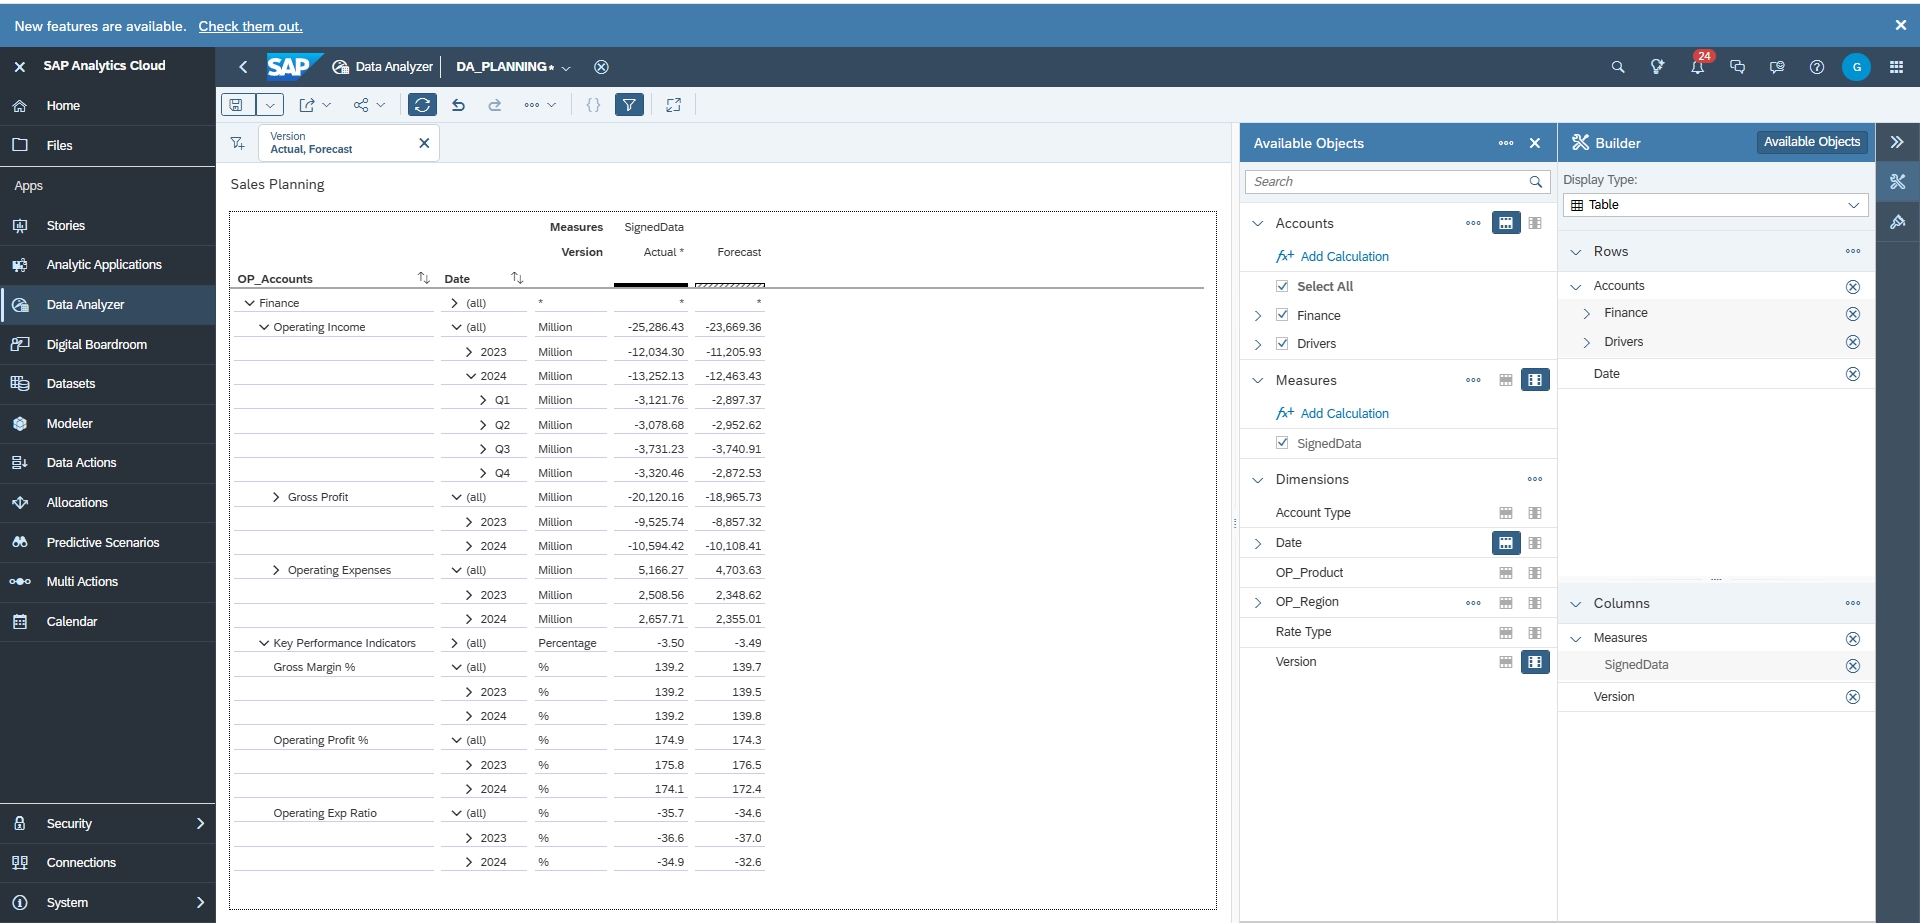 New features are available. Check them out.
SAP Analytics Cloud
SAP Data Analyzer DA_PLANNING*
24
G
Home
Files
Apps
Stories
Analytic Applications
Data Analyzer
Digital Boardroom
Datasets
Modeler
Data Actions
Allocations
Predictive Scenarios
Multi Actions
Calendar
Security
Connections
System
Version
Actual, Forecast
Sales Planning
Measures SignedData
Version Actual * Forecast
OP_Accounts Date
Finance (all) * * *
Operating Income (all) Million -25,286.43 -23,669.36
2023 Million -12,034.30 -11,205.93
2024 Million -13,252.13 -12,463.43
Q1 Million -3,121.76 -2,897.37
Q2 Million -3,078.68 -2,952.62
Q3 Million -3,731.23 -3,740.91
Q4 Million -3,320.46 -2,872.53
Gross Profit (all) Million -20,120.16 -18,965.73
2023 Million -9,525.74 -8,857.32
2024 Million -10,594.42 -10,108.41
Operating Expenses (all) Million 5,166.27 4,703.63
2023 Million 2,508.56 2,348.62
2024 Million 2,657.71 2,355.01
Key Performance Indicators (all) Percentage -3.50 -3.49
Gross Margin % (all) % 139.2 139.7
2023 % 139.2 139.5
2024 % 139.2 139.8
Operating Profit % (all) % 174.9 174.3
2023 % 175.8 176.5
2024 % 174.1 172.4
Operating Exp Ratio (all) % -35.7 -34.6
2023 % -36.6 -37.0
2024 % -34.9 -32.6
Available Objects
Search
Accounts
fx+ Add Calculation
Select All
Finance
Drivers
Measures
fx+ Add Calculation
SignedData
Dimensions
Account Type
Date
OP_Product
OP_Region
Rate Type
Version
Builder Available Objects
Display Type:
Table
Rows
Accounts
Finance
Drivers
Date
Columns
Measures
SignedData
Version